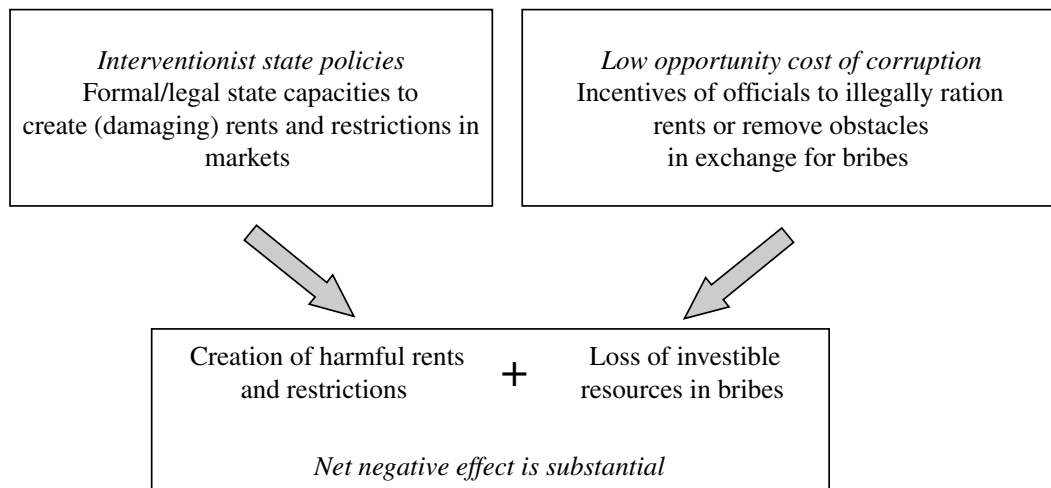 Interventionist state policies
Formal/legal state capacities to
create (damaging) rents and restrictions in
markets
Low opportunity cost of corruption
Incentives of officials to illegally ration
rents or remove obstacles
in exchange for bribes
Creation of harmful rents
and restrictions
+
Loss of investible
resources in bribes
Net negative effect is substantial